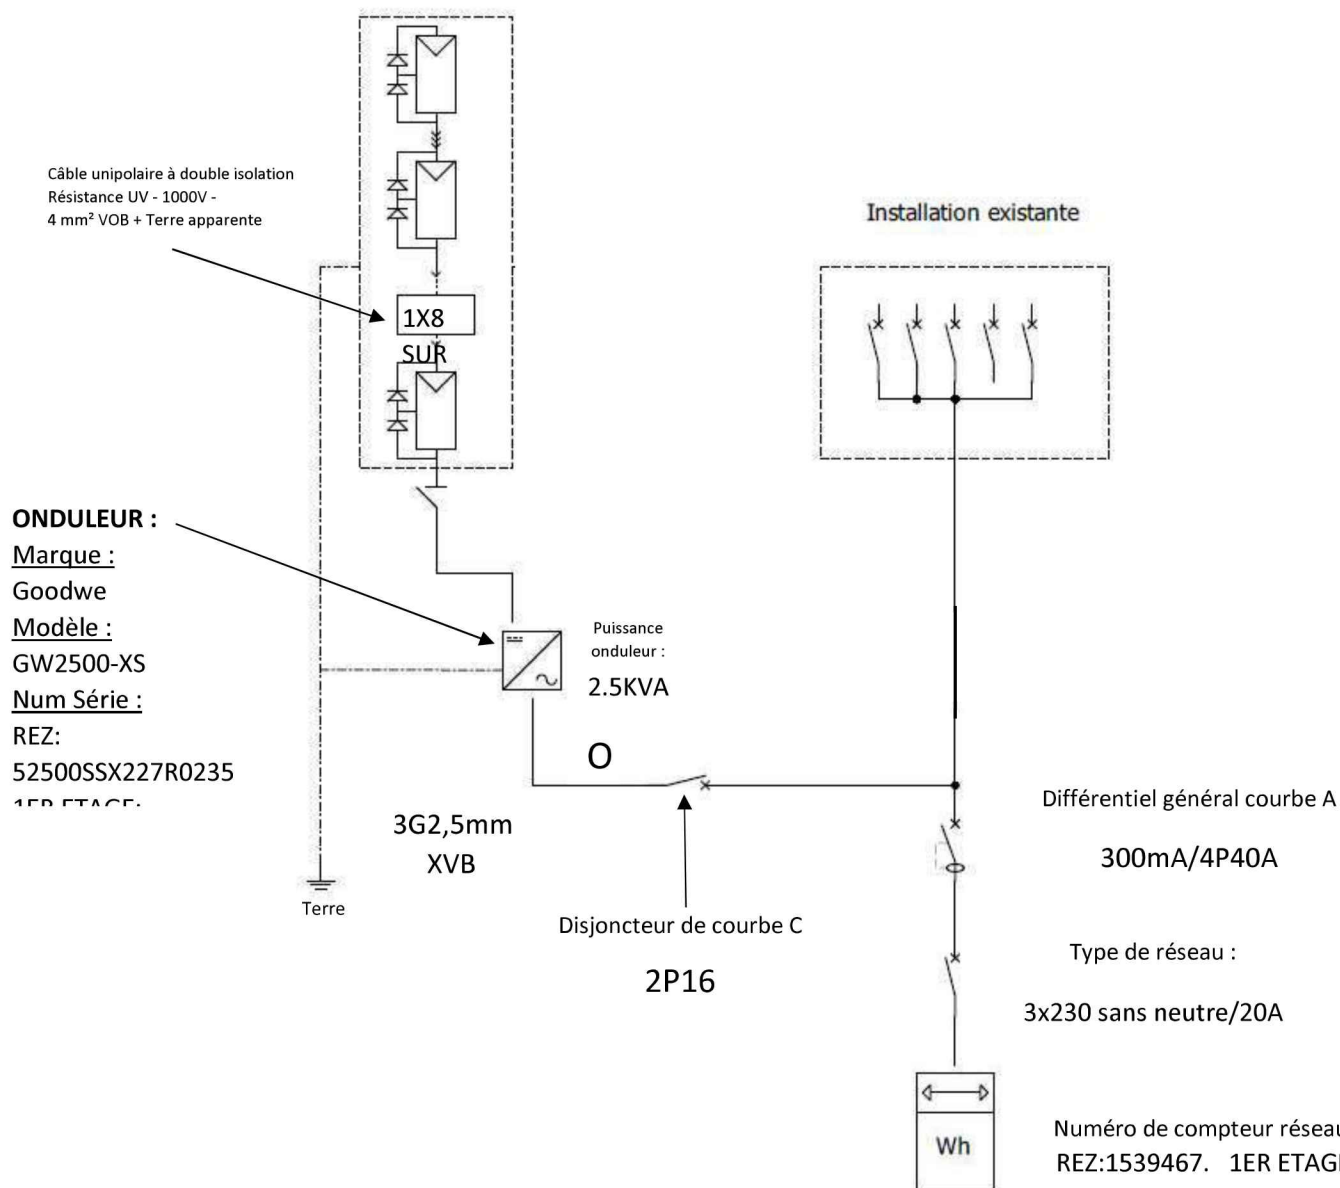 Câble unipolaire à double isolation
Résistance UV - 1000V -
4 mm² VOB + Terre apparente
1X8
SUR
Installation existante
ONDULEUR :
Marque :
Goodwe
Modèle :
GW2500-XS
Num Série :
REZ:
52500SSX227R0235
1ER ETAGE:
Puissance
onduleur :
2.5KVA
O
3G2,5mm
XVB
Terre
Disjoncteur de courbe C
2P16
Différentiel général courbe A
300mA/4P40A
Type de réseau :
3x230 sans neutre/20A
Wh
Numéro de compteur réseau
REZ:1539467. 1ER ETAG